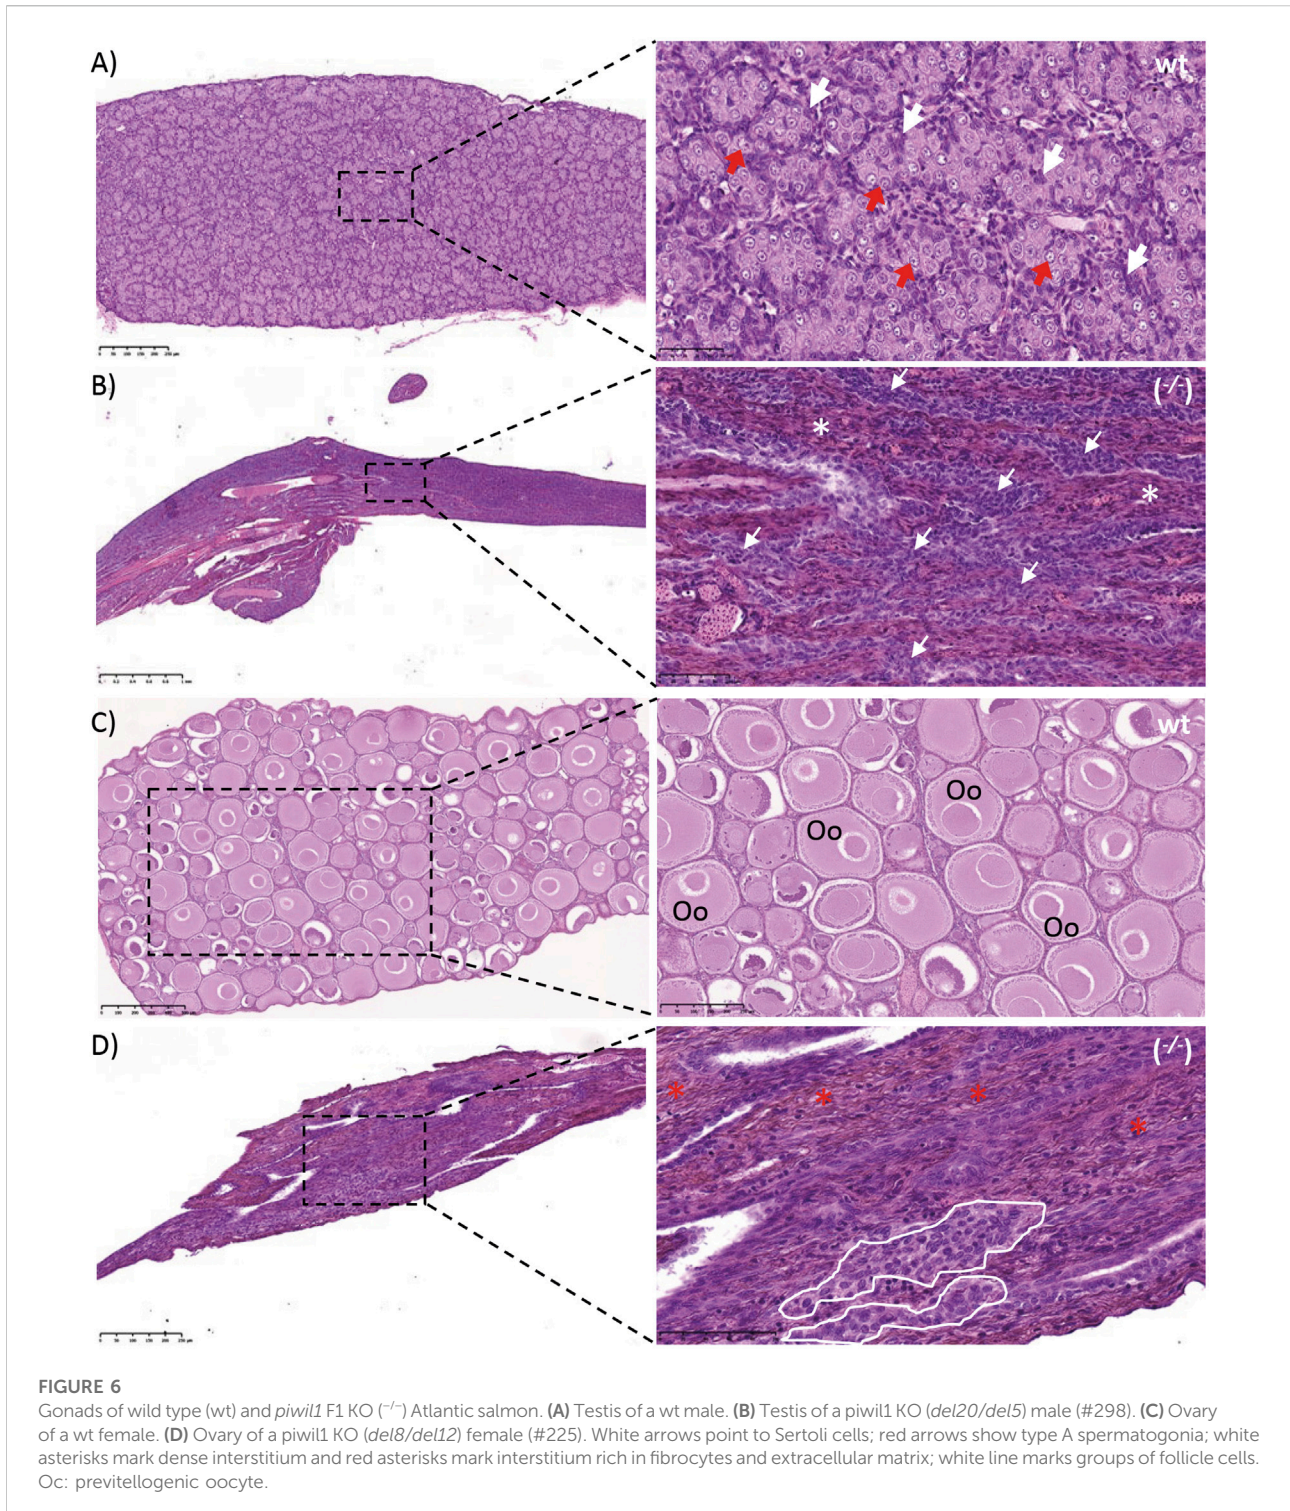 A)
wt
B)
(-/-)
*
*
C)
wt
Oo
Oo
Oo
Oo
D)
(-/-)
* * * *
FIGURE 6
Gonads of wild type (wt) and piwil1 F1 KO (−/−) Atlantic salmon. (A) Testis of a wt male. (B) Testis of a piwil1 KO (del20/del5) male (#298). (C) Ovary
of a wt female. (D) Ovary of a piwil1 KO (del8/del12) female (#225). White arrows point to Sertoli cells; red arrows show type A spermatogonia; white
asterisks mark dense interstitium and red asterisks mark interstitium rich in fibrocytes and extracellular matrix; white line marks groups of follicle cells.
Oc: previtellogenic oocyte.